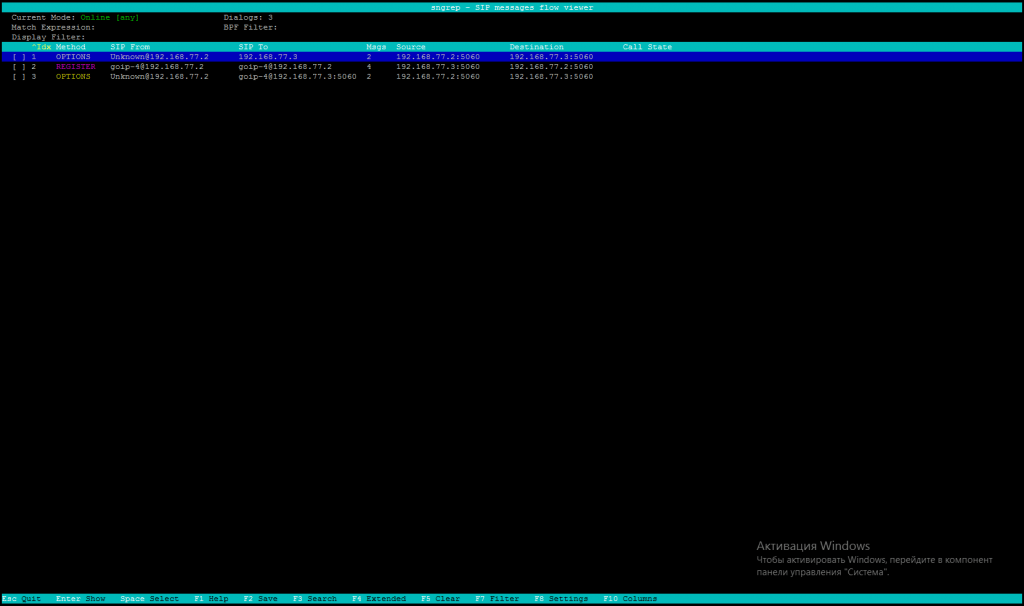 sngrep - SIP messages flow viewer
Current Mode: Online [any] Dialogs: 3
Match Expression: BPF Filter:
Display Filter:
^Idx Method SIP From SIP To Msgs Source Destination Call State
[ ] 1 OPTIONS Unknown@192.168.77.2 192.168.77.3 2 192.168.77.2:5060 192.168.77.3:5060
[ ] 2 REGISTER goip-4@192.168.77.2 goip-4@192.168.77.2 4 192.168.77.3:5060 192.168.77.2:5060
[ ] 3 OPTIONS Unknown@192.168.77.2 goip-4@192.168.77.3:5060 2 192.168.77.2:5060 192.168.77.3:5060
Активация Windows
Чтобы активировать Windows, перейдите в компонент
панели управления "Система".
Esc Quit Enter Show Space Select F1 Help F2 Save F3 Search F4 Extended F5 Clear F7 Filter F8 Settings F10 Columns